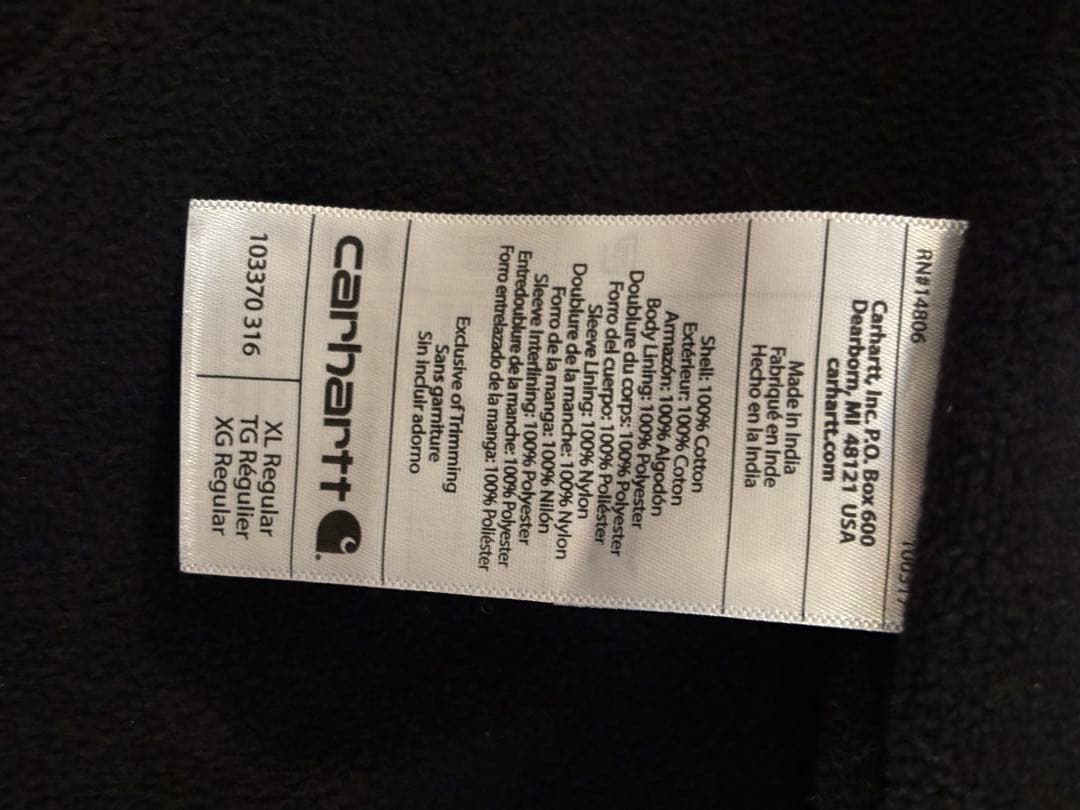 RN#14806
Carhartt, Inc. P.O. Box 600
Dearborn, MI 48121 USA
carhartt.com
Made In India
Fabriqué en Inde
Hecho en la India
Shell: 100% Cotton
Extérieur: 100% Coton
Armazón: 100% Algodón
Body Lining: 100% Polyester
Doublure du corps: 100% Polyester
Forro del cuerpo: 100% Poliéster
Sleeve Lining: 100% Nylon
Doublure de la manche: 100% Nylon
Forro de la manga: 100% Nilón
Sleeve Interlining: 100% Polyester
Entredoublure de la manche: 100% Polyester
Forro entrelazado de la manga: 100% Poliéster
Exclusive of Trimming
Sans garniture
Sin incluir adorno
carhartt
103370 316
XL Regular
TG Régulier
XG Regular